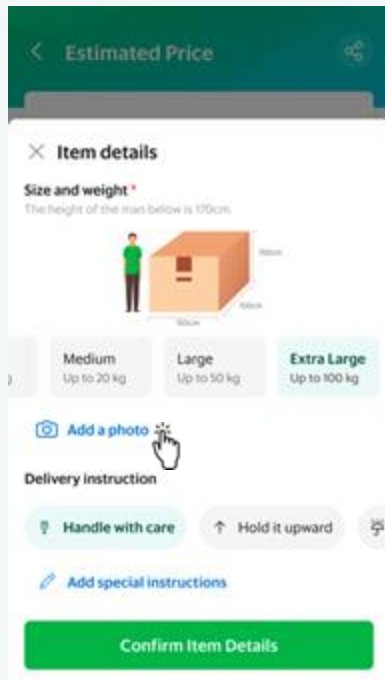 Estimated Price
Item details
Size and weight *
The height of the man below is 170cm.
Medium
Up to 20 kg
Large
Up to 50 kg
Extra Large
Up to 100 kg
Add a photo
Delivery instruction
Handle with care
Hold it upward
Add special instructions
Confirm Item Details